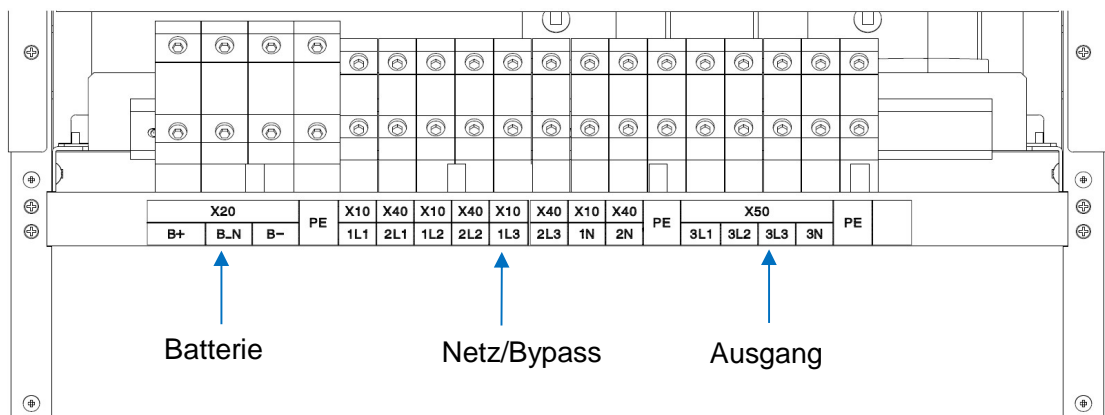 X20 PE X10 X40 X10 X40 X10 X40 X10 X40 PE X50 PE
B+ B_N B- 1L1 2L1 1L2 2L2 1L3 2L3 1N 2N 3L1 3L2 3L3 3N
Batterie Netz/Bypass Ausgang